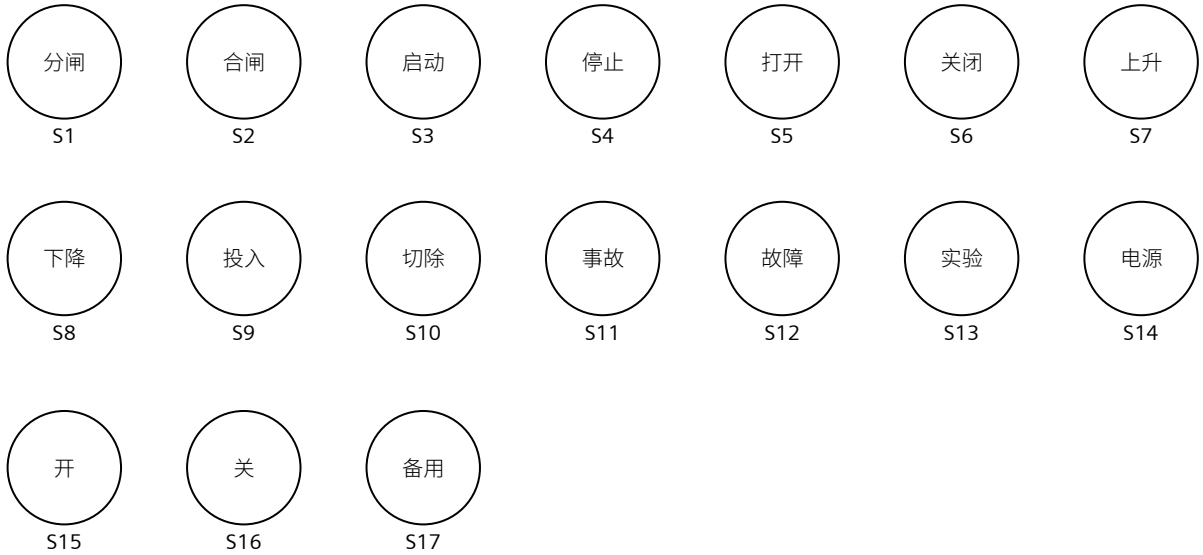 分闸 合闸 启动 停止 打开 关闭 上升
S1 S2 S3 S4 S5 S6 S7
下降 投入 切除 事故 故障 实验 电源
S8 S9 S10 S11 S12 S13 S14
开 关 备用
S15 S16 S17